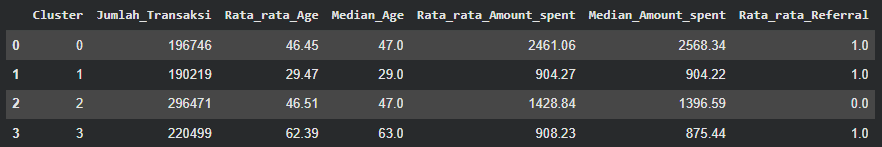 Cluster Jumlah_Transaksi Rata_rata_Age Median_Age Rata_rata_Amount_spent Median_Amount_spent Rata_rata_Referral
0 0 196746 46.45 47.0 2461.06 2568.34 1.0
1 1 190219 29.47 29.0 904.27 904.22 1.0
2 2 296471 46.51 47.0 1428.84 1396.59 0.0
3 3 220499 62.39 63.0 908.23 875.44 1.0